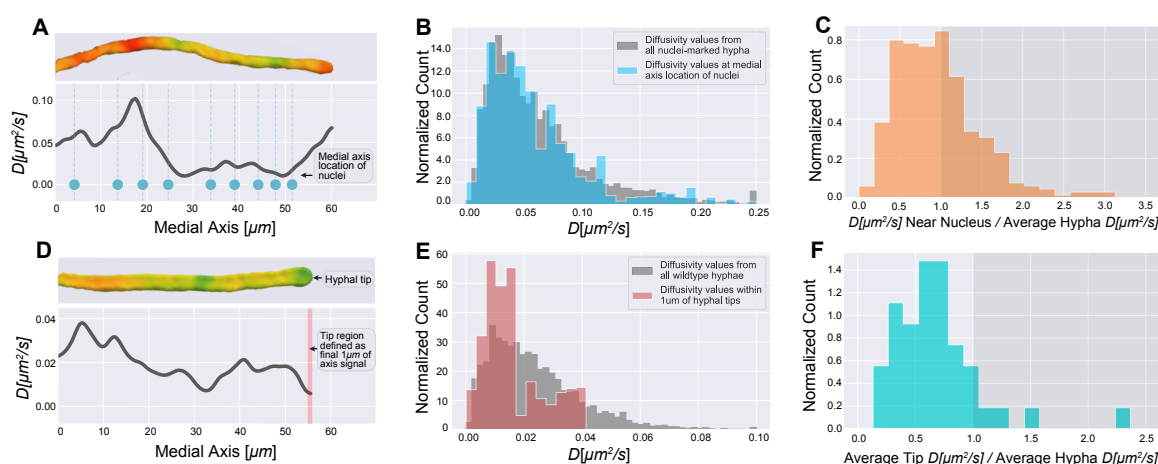 A
D[μm²/s]
0.10
0.05
0.00
Medial axis
location of
nuclei
0 10 20 30 40 50 60
Medial Axis [μm]
B
Normalized Count
14.0
12.0
10.0
8.0
6.0
4.0
2.0
0.0
Diffusivity values from
all nuclei-marked hypha
Diffusivity values at medial
axis location of nuclei
0.00 0.05 0.10 0.15 0.20 0.25
D[μm²/s]
C
Normalized Count
0.8
0.6
0.4
0.2
0.0
0.0 0.5 1.0 1.5 2.0 2.5 3.0 3.5
D[μm²/s] Near Nucleus / Average Hypha D[μm²/s]
D
Hyphal tip
D[μm²/s]
0.04
0.02
0.00
Tip region
defined as
final 1μm of
axis signal
0 10 20 30 40 50 60
Medial Axis [μm]
E
Normalized Count
60
50
40
30
20
10
0
Diffusivity values from
all wildtype hyphae
Diffusivity values within
1um of hyphal tips
0.00 0.02 0.04 0.06 0.08 0.10
D[μm²/s]
F
Normalized Count
1.4
1.2
1.0
0.8
0.6
0.4
0.2
0.0
0.0 0.5 1.0 1.5 2.0 2.5
Average Tip D[μm²/s] / Average Hypha D[μm²/s]